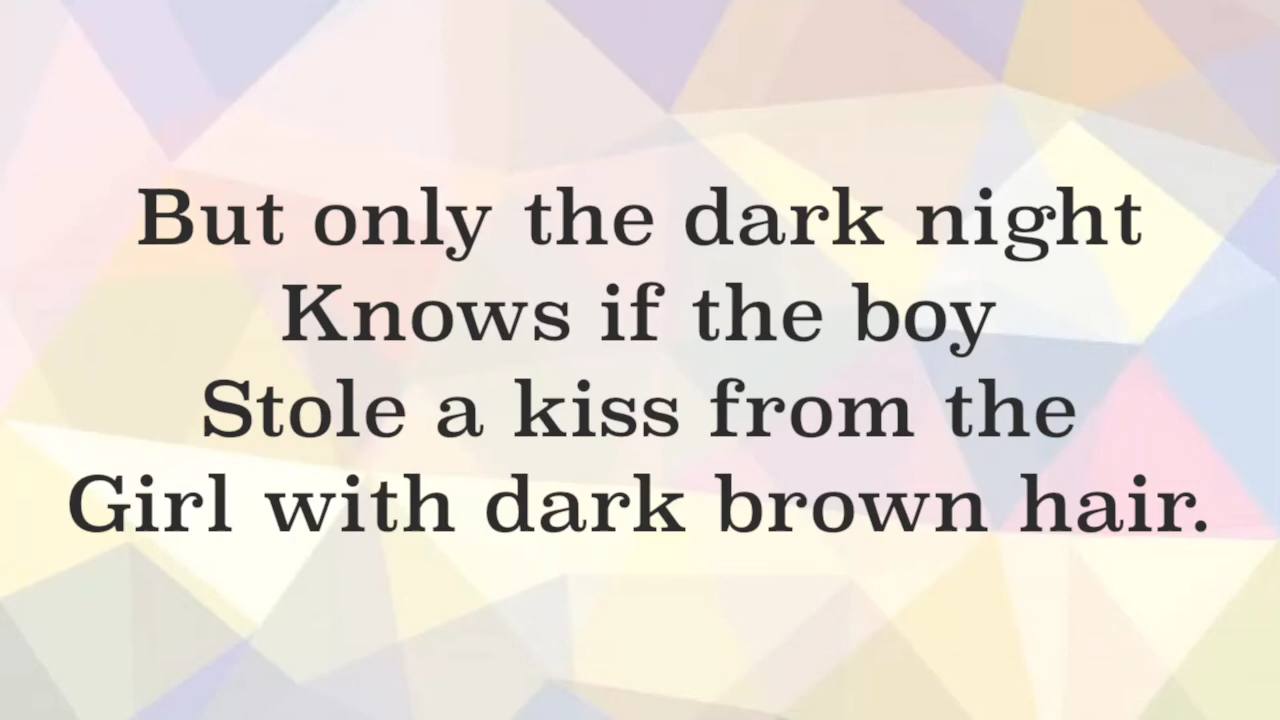 But only the dark night
Knows if the boy
Stole a kiss from the
Girl with dark brown hair.